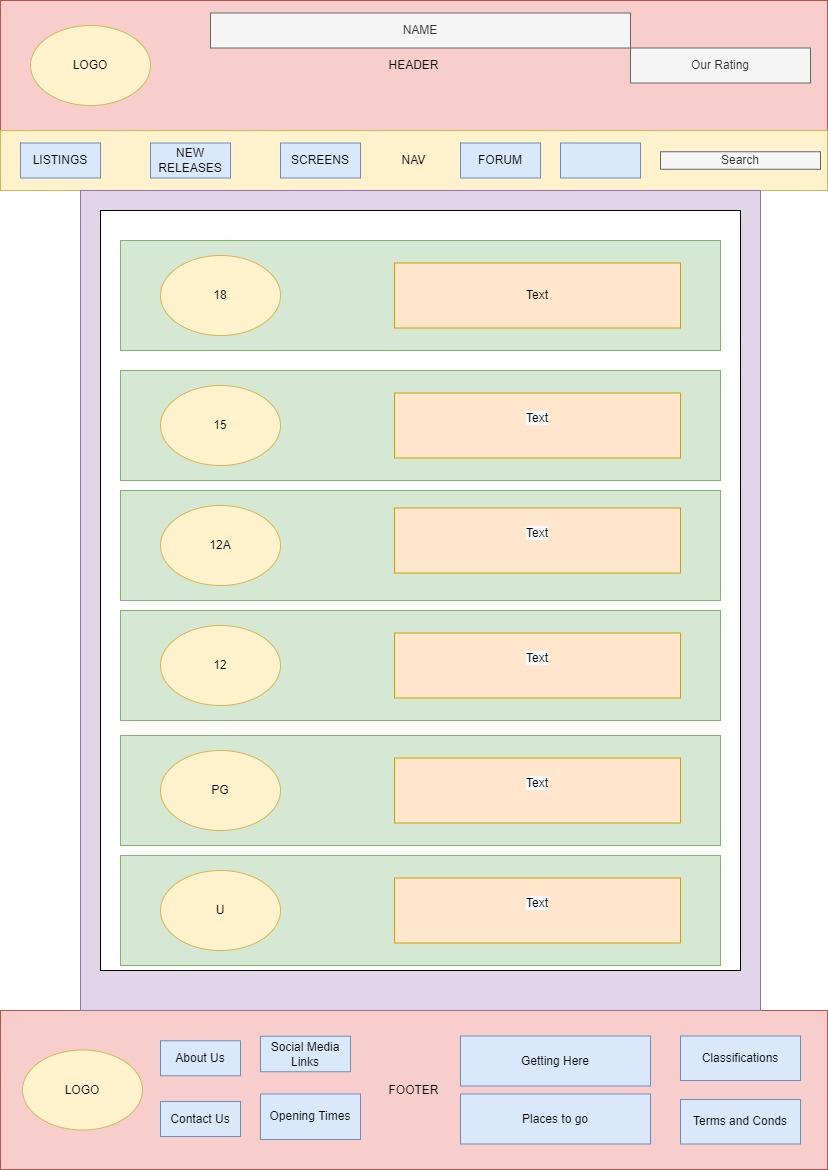 NAME
LOGO
HEADER
Our Rating
LISTINGS
NEW
RELEASES
SCREENS
NAV
FORUM
Search
18
Text
15
Text
12A
Text
12
Text
PG
Text
U
Text
LOGO
About Us
Social Media
Links
Contact Us
Opening Times
FOOTER
Getting Here
Places to go
Classifications
Terms and Conds